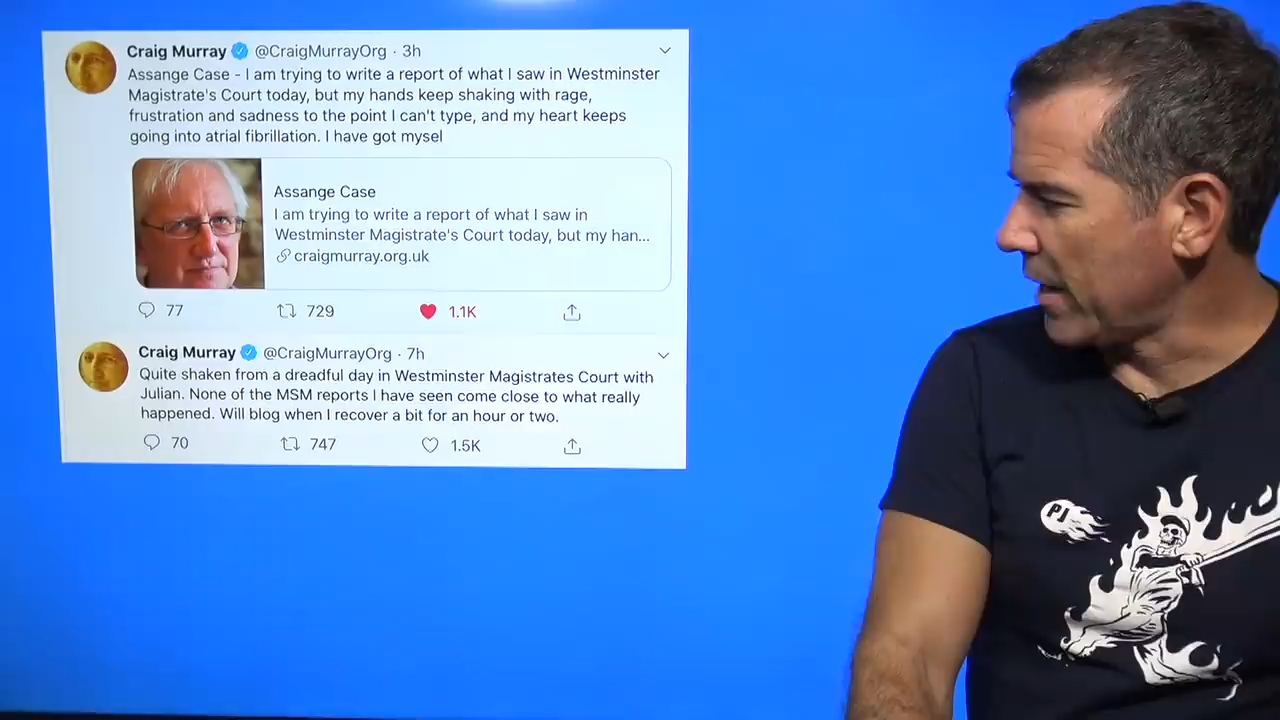 Craig Murray @CraigMurrayOrg · 3h
Assange Case - I am trying to write a report of what I saw in Westminster
Magistrate's Court today, but my hands keep shaking with rage,
frustration and sadness to the point I can't type, and my heart keeps
going into atrial fibrillation. I have got mysel
Assange Case
I am trying to write a report of what I saw in
Westminster Magistrate's Court today, but my han...
craigmurray.org.uk
77 729 1.1K
Craig Murray @CraigMurrayOrg · 7h
Quite shaken from a dreadful day in Westminster Magistrates Court with
Julian. None of the MSM reports I have seen come close to what really
happened. Will blog when I recover a bit for an hour or two.
70 747 1.5K
PJ